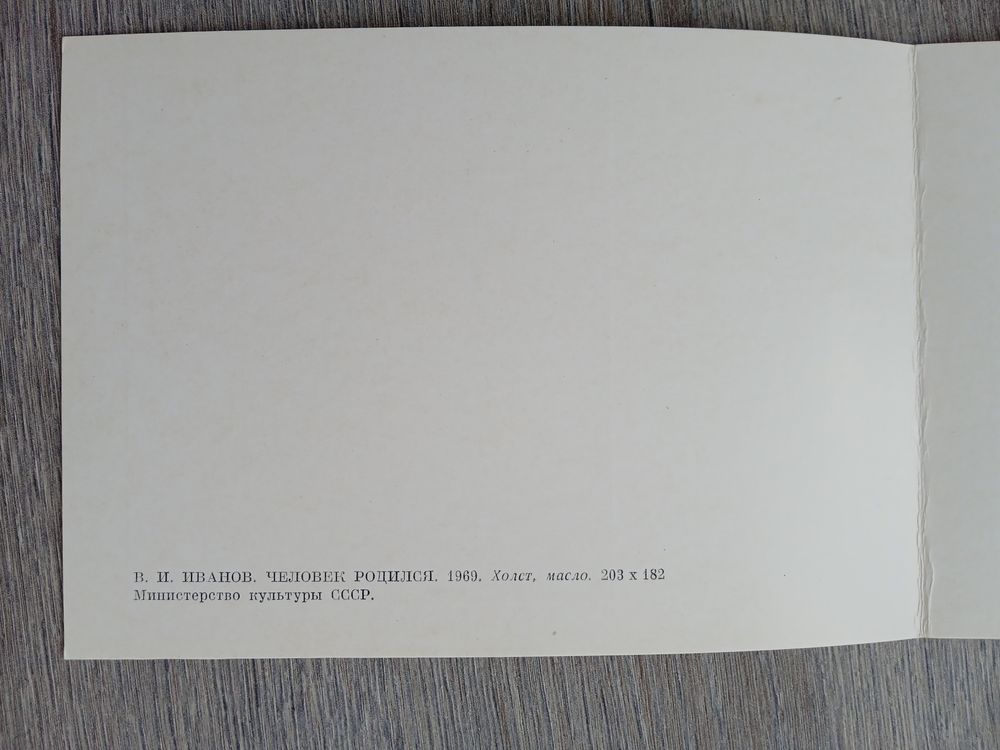 В. И. ИВАНОВ. ЧЕЛОВЕК РОДИЛСЯ. 1969. Холст, масло. 203 х 182
Министерство культуры СССР.